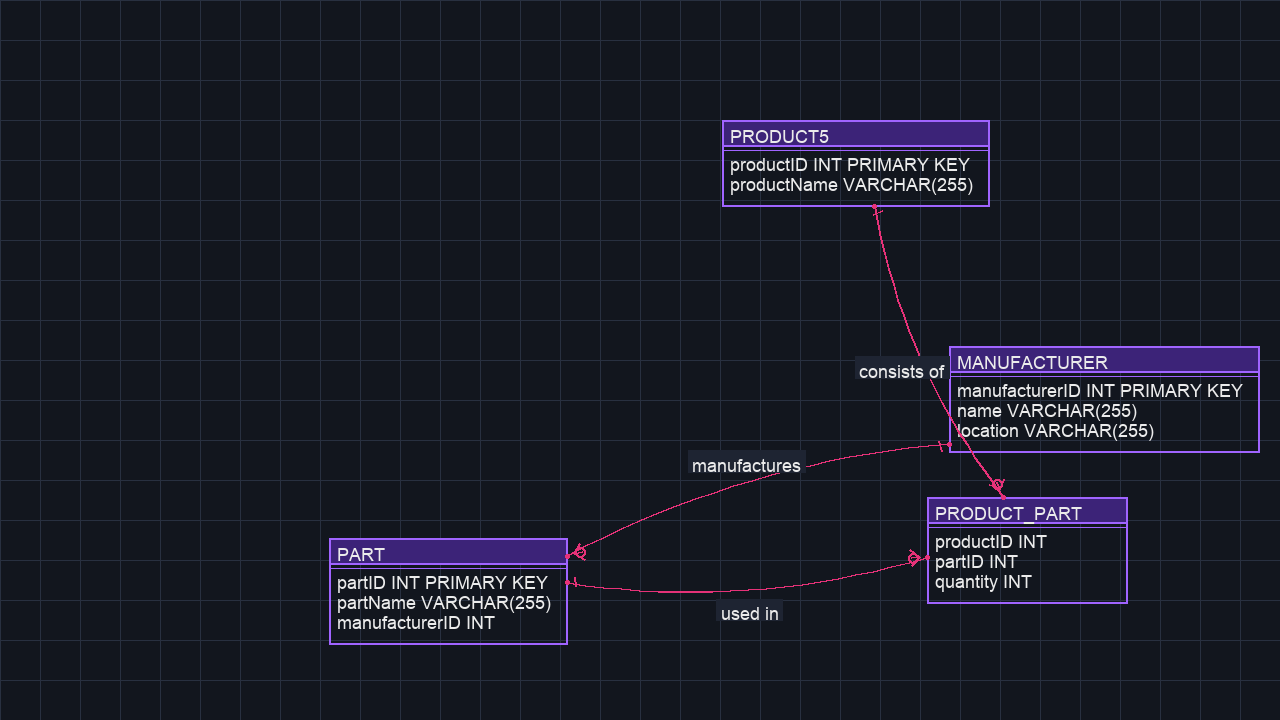 PRODUCT5
productID INT PRIMARY KEY
productName VARCHAR(255)
consists of
MANUFACTURER
manufacturerID INT PRIMARY KEY
name VARCHAR(255)
location VARCHAR(255)
manufactures
PRODUCT_PART
productID INT
partID INT
quantity INT
PART
partID INT PRIMARY KEY
partName VARCHAR(255)
manufacturerID INT
used in